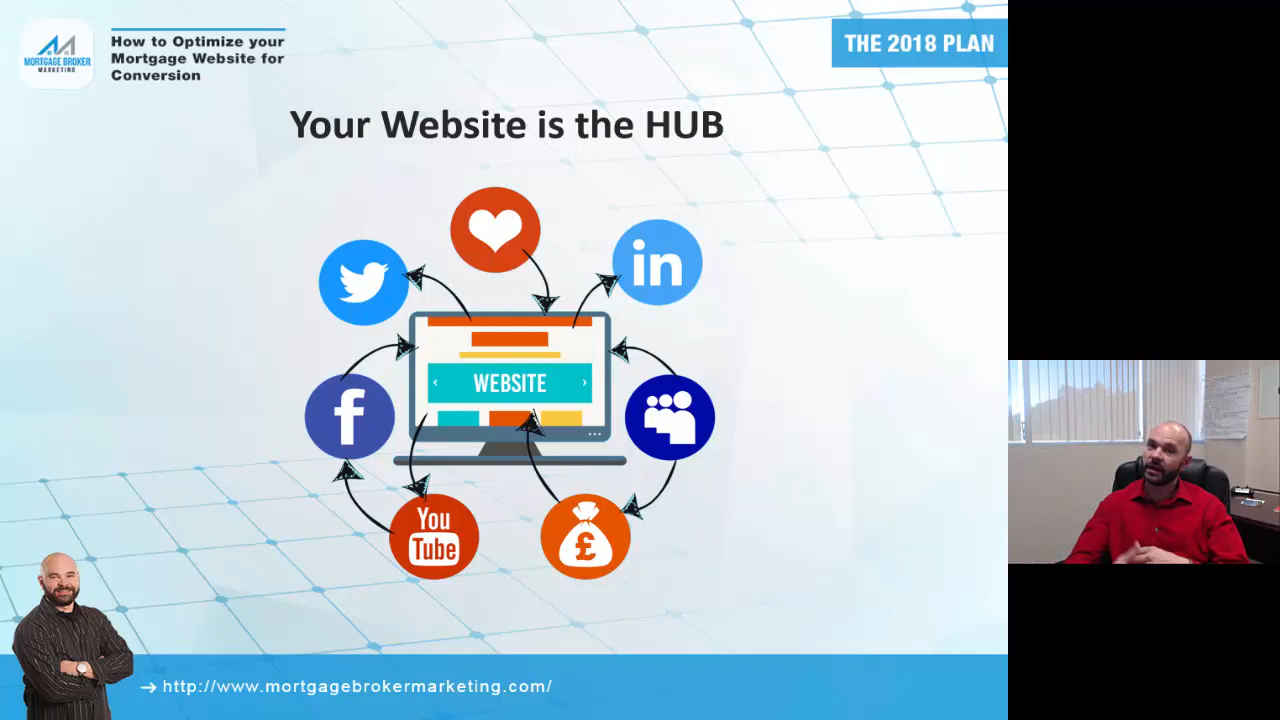 MORTGAGE BROKER
MARKETING
How to Optimize your
Mortgage Website for
Conversion
THE 2018 PLAN
Your Website is the HUB
in
WEBSITE
f
You
Tube
£
http://www.mortgagebrokermarketing.com/